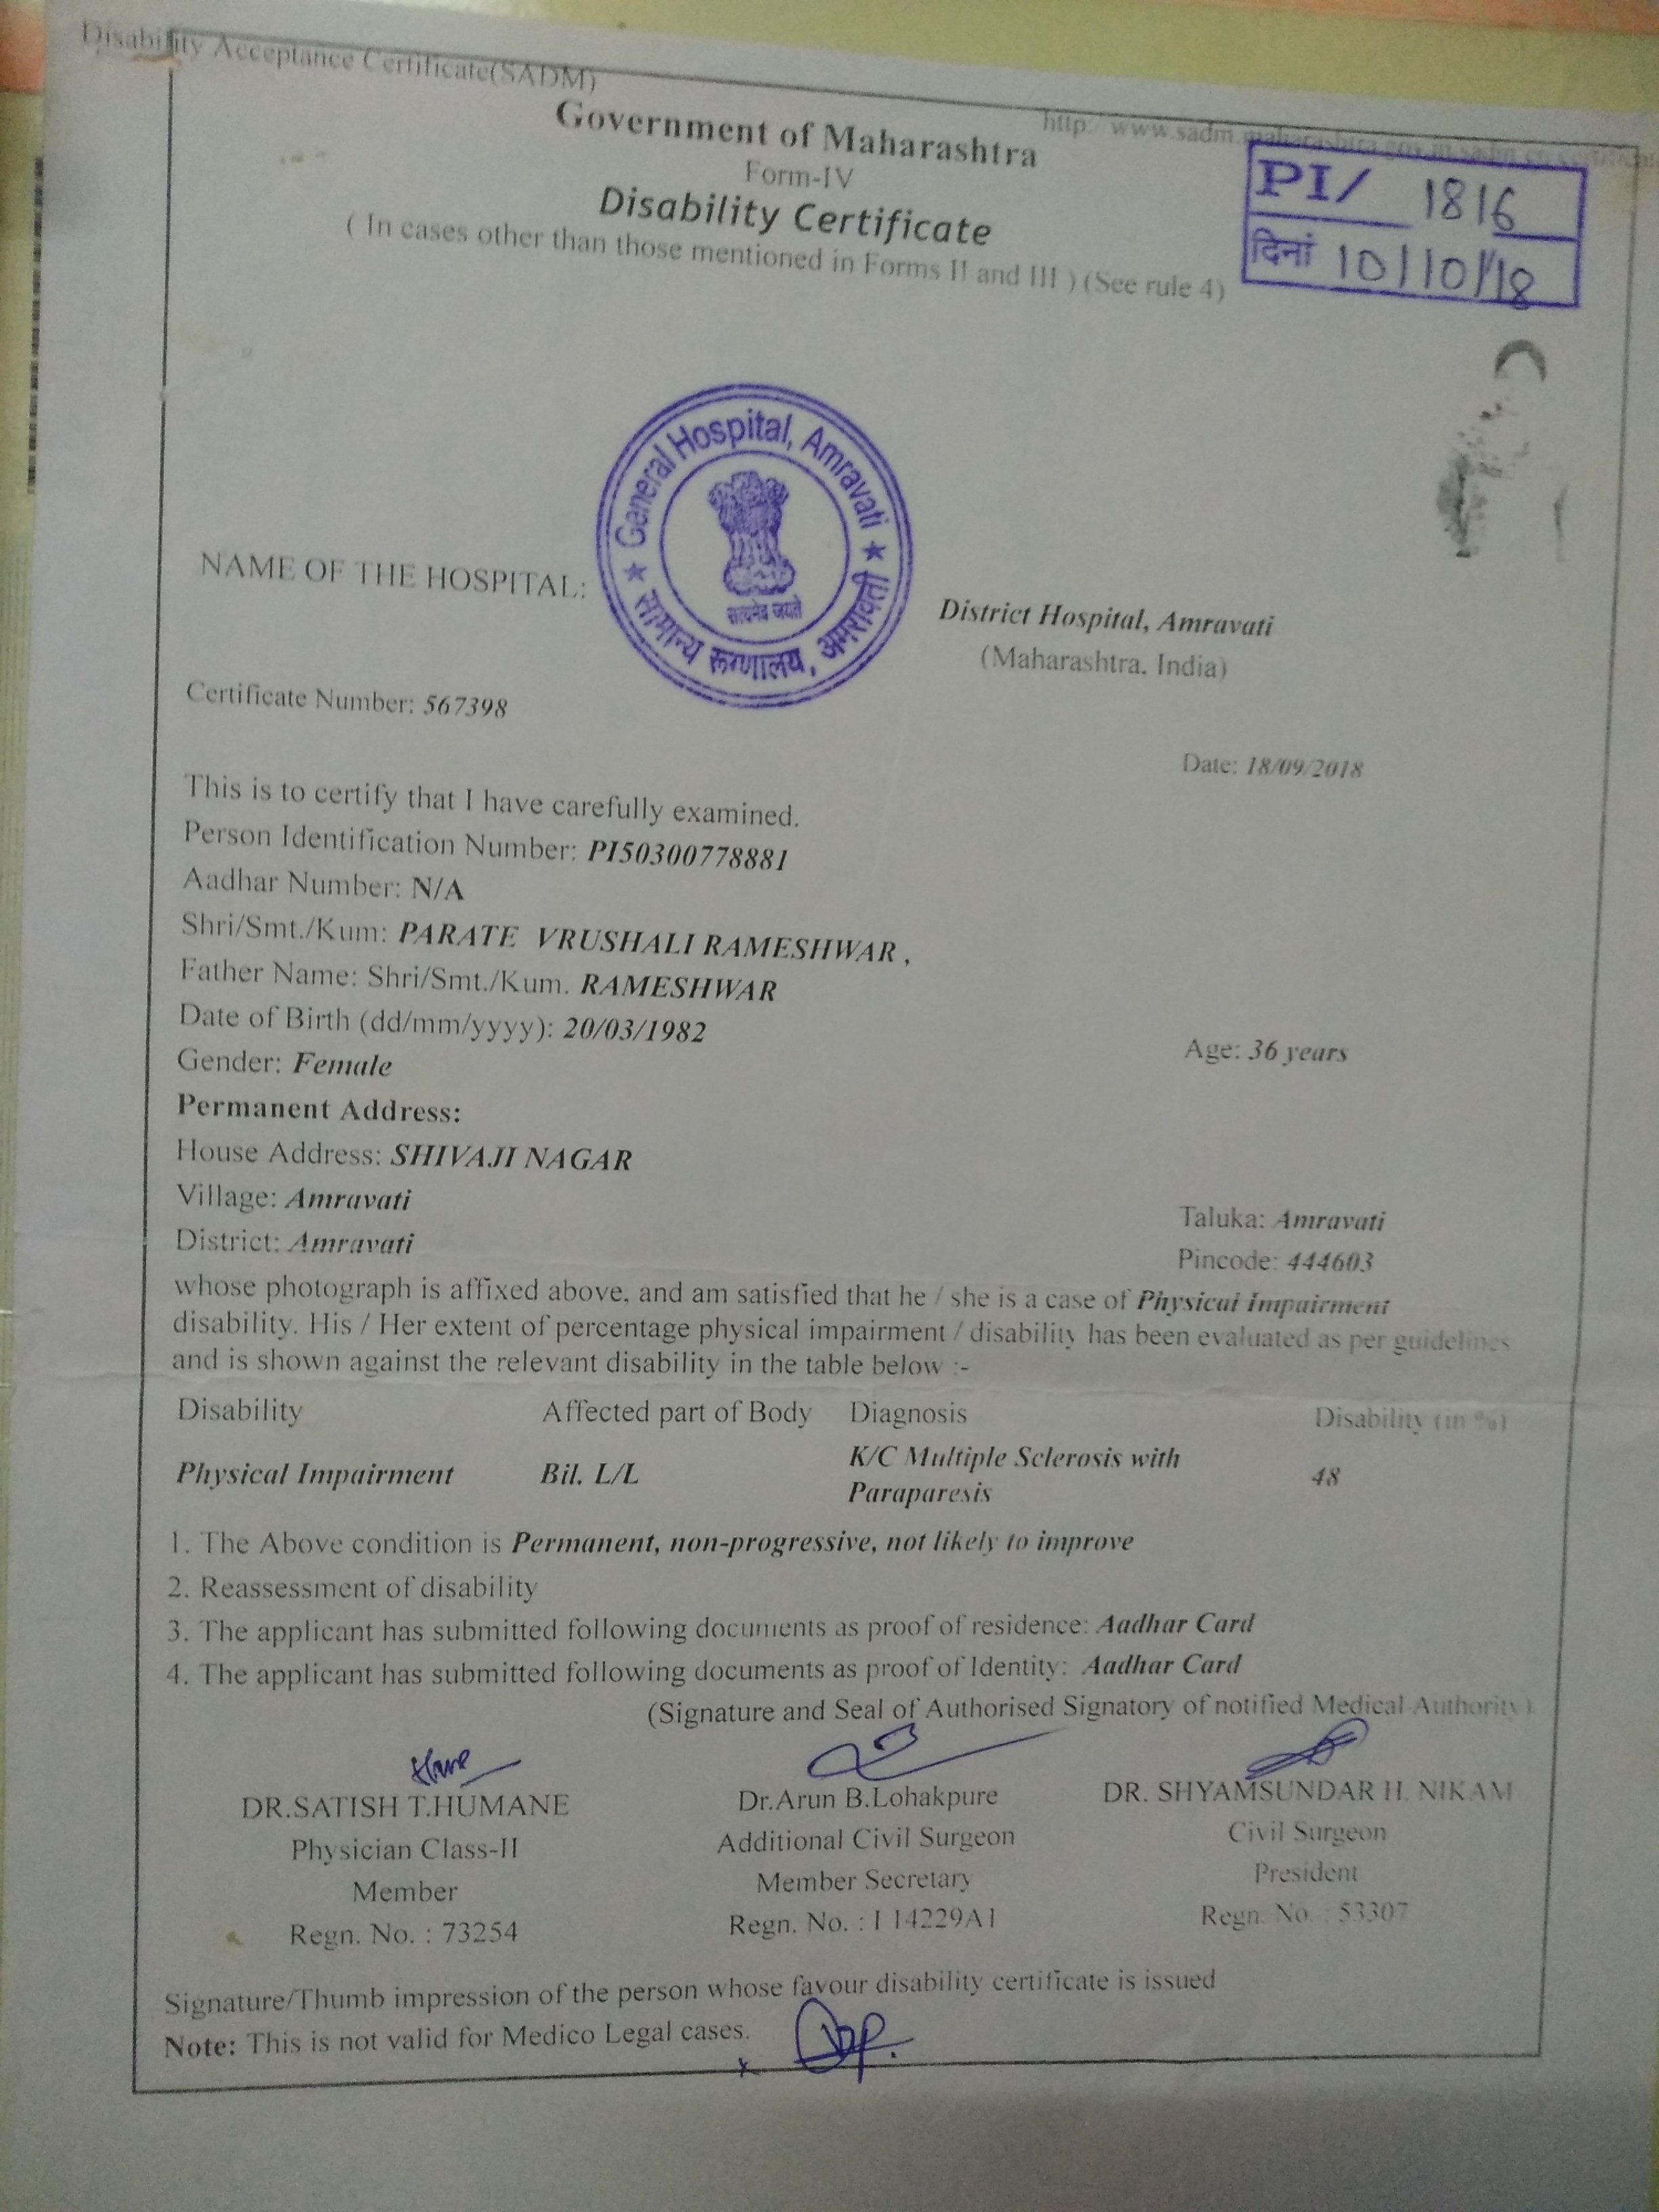 Disability Acceptance Certificate(SADM)
Government of Maharashtra
Form-IV
Disability Certificate
( In cases other than those mentioned in Forms II and III ) (See rule 4)
PI/ 1816
दिनां 10/10/18
General Hospital, Amravati
सत्यमेव जयते
सामान्य रूग्णालय, अमरावती
NAME OF THE HOSPITAL:
District Hospital, Amravati
(Maharashtra. India)
Certificate Number: 567398
Date: 18/09/2018
This is to certify that I have carefully examined.
Person Identification Number: PI50300778881
Aadhar Number: N/A
Shri/Smt./Kum: PARATE VRUSHALI RAMESHWAR ,
Father Name: Shri/Smt./Kum. RAMESHWAR
Date of Birth (dd/mm/yyyy): 20/03/1982
Age: 36 years
Gender: Female
Permanent Address:
House Address: SHIVAJI NAGAR
Village: Amravati
Taluka: Amravati
District: Amravati
Pincode: 444603
whose photograph is affixed above, and am satisfied that he / she is a case of Physical Impairment
disability. His / Her extent of percentage physical impairment / disability has been evaluated as per guidelines
and is shown against the relevant disability in the table below :-
Disability Affected part of Body Diagnosis Disability (in %)
Physical Impairment Bil. L/L K/C Multiple Sclerosis with 48
Paraparesis
1. The Above condition is Permanent, non-progressive, not likely to improve
2. Reassessment of disability
3. The applicant has submitted following documents as proof of residence: Aadhar Card
4. The applicant has submitted following documents as proof of Identity: Aadhar Card
(Signature and Seal of Authorised Signatory of notified Medical Authority)
DR.SATISH T.HUMANE Dr.Arun B.Lohakpure DR. SHYAMSUNDAR H. NIKAM
Physician Class-II Additional Civil Surgeon Civil Surgeon
Member Member Secretary President
Regn. No. : 73254 Regn. No. : I 14229A1 Regn. No. : 53307
Signature/Thumb impression of the person whose favour disability certificate is issued
Note: This is not valid for Medico Legal cases.